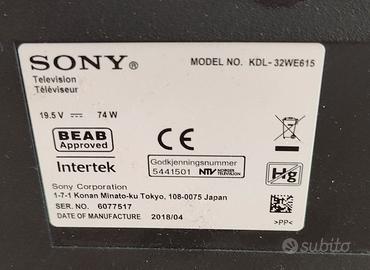 SONY®
MODEL NO. KDL-32WE615
Television
Téléviseur
19.5 V ⎓ 74 W
BEAB
Approved
CE
Intertek
Godkjenningsnummer
5441501 NTV NORGES TELEVISJON
Hg
Sony Corporation
1-7-1 Konan Minato-ku Tokyo, 108-0075 Japan
SER. NO. 6077517
DATE OF MANUFACTURE 2018/04
>PP<
subito